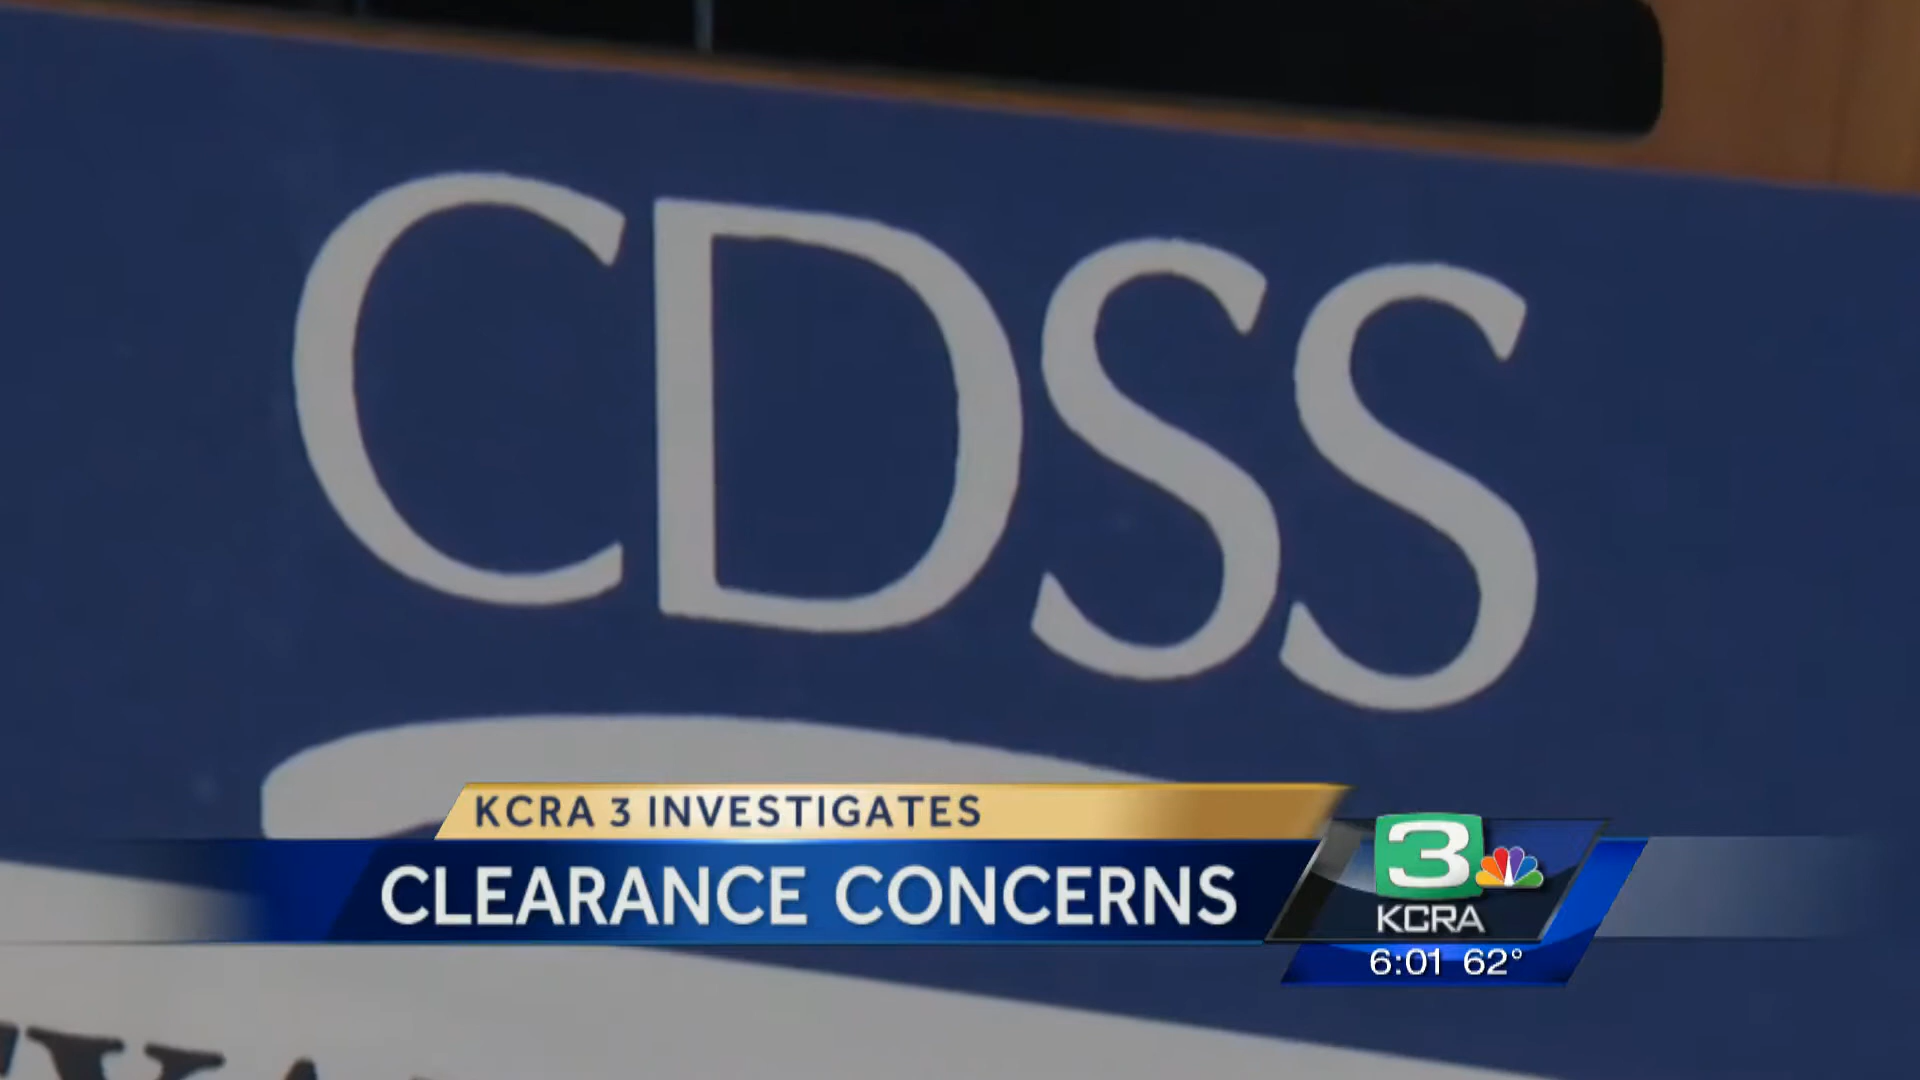 CDSS
KCRA 3 INVESTIGATES
CLEARANCE CONCERNS
3
KCRA
6:01 62°